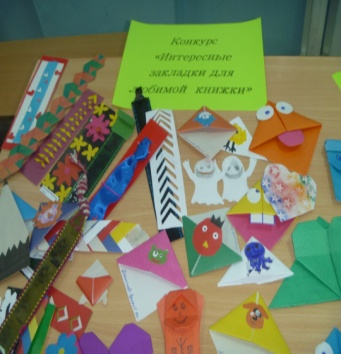 Конкурс
«Интересные
закладки для
любимой книжки»